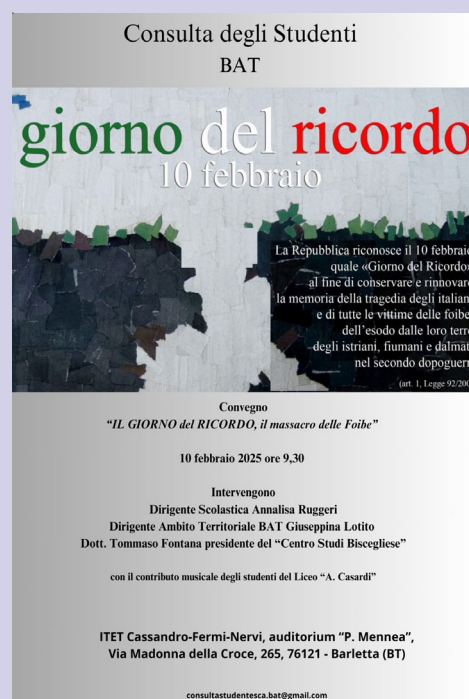 Consulta degli Studenti
BAT
giorno del ricordo
10 febbraio
La Repubblica riconosce il 10 febbraio
quale «Giorno del Ricordo»
al fine di conservare e rinnovare
la memoria della tragedia degli italian
e di tutte le vittime delle foibe
dell'esodo dalle loro terre
degli istriani, fiumani e dalmat
nel secondo dopoguerr
(art. 1, Legge 92/200
Convegno
“IL GIORNO del RICORDO, il massacro delle Foibe”
10 febbraio 2025 ore 9,30
Intervengono
Dirigente Scolastica Annalisa Ruggeri
Dirigente Ambito Territoriale BAT Giuseppina Lotito
Dott. Tommaso Fontana presidente del “Centro Studi Biscegliese”
con il contributo musicale degli studenti del Liceo “A. Casardi”
ITET Cassandro-Fermi-Nervi, auditorium “P. Mennea”,
Via Madonna della Croce, 265, 76121 - Barletta (BT)
consultastudentesca.bat@gmail.com